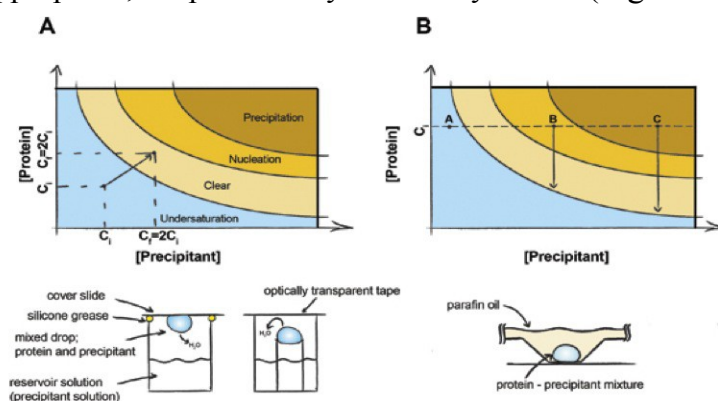 A
B
[Protein]
Cf=2Ci
Ci
Precipitation
Nucleation
Clear
Undersaturation
Ci
Cf=2Ci
[Precipitant]
[Protein]
Ci
A
B
C
[Precipitant]
cover slide
silicone grease
mixed drop;
protein and precipitant
H2O
reservoir solution
(precipitant solution)
optically transparent tape
H2O
parafin oil
protein - precipitant mixture